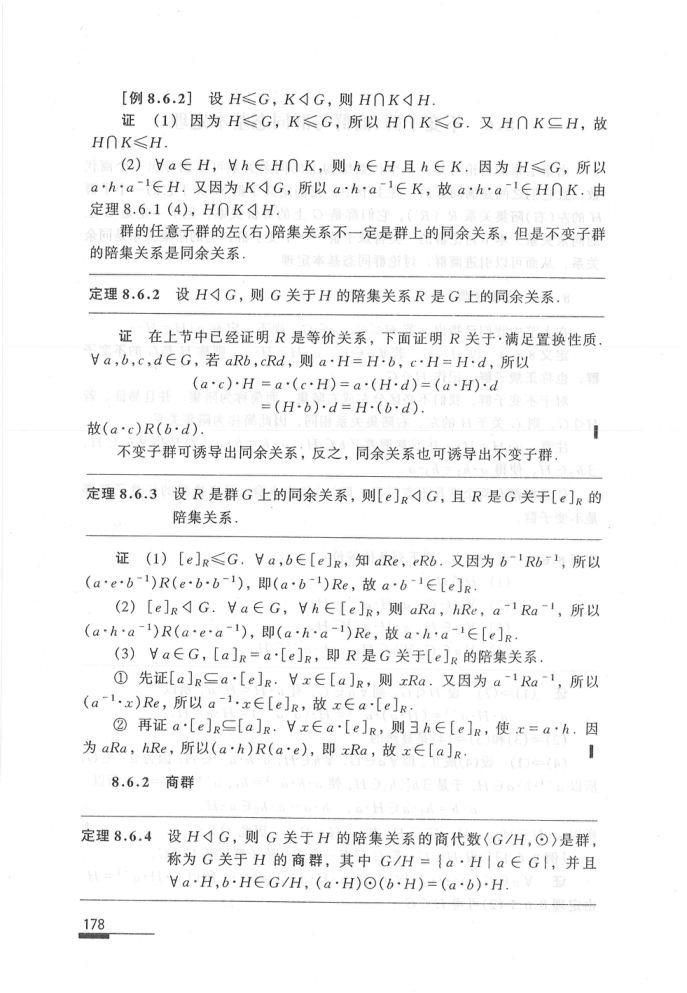 [例 8.6.2] 设 H⩽G，K◁G，则 H∩K◁H.
证 (1) 因为 H⩽G，K⩽G，所以 H∩K⩽G. 又 H∩K⊆H，故
H∩K⩽H.
(2) ∀a∈H，∀h∈H∩K，则 h∈H 且 h∈K. 因为 H⩽G，所以
a·h·a⁻¹∈H. 又因为 K◁G，所以 a·h·a⁻¹∈K，故 a·h·a⁻¹∈H∩K. 由
定理 8.6.1 (4)，H∩K◁H.
群的任意子群的左(右)陪集关系不一定是群上的同余关系，但是不变子群
的陪集关系是同余关系.
定理 8.6.2 设 H◁G，则 G 关于 H 的陪集关系 R 是 G 上的同余关系.
证 在上节中已经证明 R 是等价关系，下面证明 R 关于·满足置换性质.
∀a,b,c,d∈G，若 aRb,cRd，则 a·H=H·b，c·H=H·d，所以
(a·c)·H=a·(c·H)=a·(H·d)=(a·H)·d
=(H·b)·d=H·(b·d).
故(a·c)R(b·d).
不变子群可诱导出同余关系，反之，同余关系也可诱导出不变子群.
定理 8.6.3 设 R 是群 G 上的同余关系，则[e]R◁G，且 R 是 G 关于[e]R 的
陪集关系.
证 (1) [e]R⩽G. ∀a,b∈[e]R，知 aRe，eRb. 又因为 b⁻¹Rb⁻¹，所以
(a·e·b⁻¹)R(e·b·b⁻¹)，即(a·b⁻¹)Re，故 a·b⁻¹∈[e]R.
(2) [e]R◁G. ∀a∈G，∀h∈[e]R，则 aRa，hRe，a⁻¹Ra⁻¹，所以
(a·h·a⁻¹)R(a·e·a⁻¹)，即(a·h·a⁻¹)Re，故 a·h·a⁻¹∈[e]R.
(3) ∀a∈G，[a]R=a·[e]R，即 R 是 G 关于[e]R 的陪集关系.
① 先证[a]R⊆a·[e]R. ∀x∈[a]R，则 xRa. 又因为 a⁻¹Ra⁻¹，所以
(a⁻¹·x)Re，所以 a⁻¹·x∈[e]R，故 x∈a·[e]R.
② 再证 a·[e]R⊆[a]R. ∀x∈a·[e]R，则∃h∈[e]R，使 x=a·h. 因
为 aRa，hRe，所以(a·h)R(a·e)，即 xRa，故 x∈[a]R.
8.6.2 商群
定理 8.6.4 设 H◁G，则 G 关于 H 的陪集关系的商代数〈G/H,⊙〉是群，
称为 G 关于 H 的商群，其中 G/H={a·H|a∈G}，并且
∀a·H,b·H∈G/H，(a·H)⊙(b·H)=(a·b)·H.
178